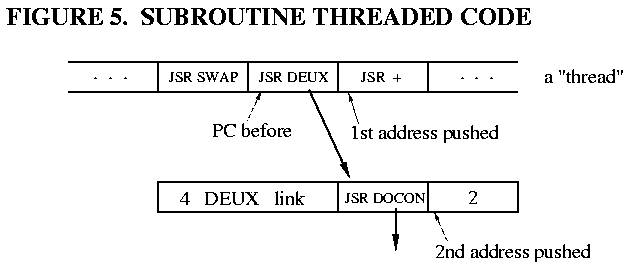 FIGURE 5. SUBROUTINE THREADED CODE
. . . JSR SWAP JSR DEUX JSR + . . . a "thread"
PC before 1st address pushed
4 DEUX link JSR DOCON 2
2nd address pushed